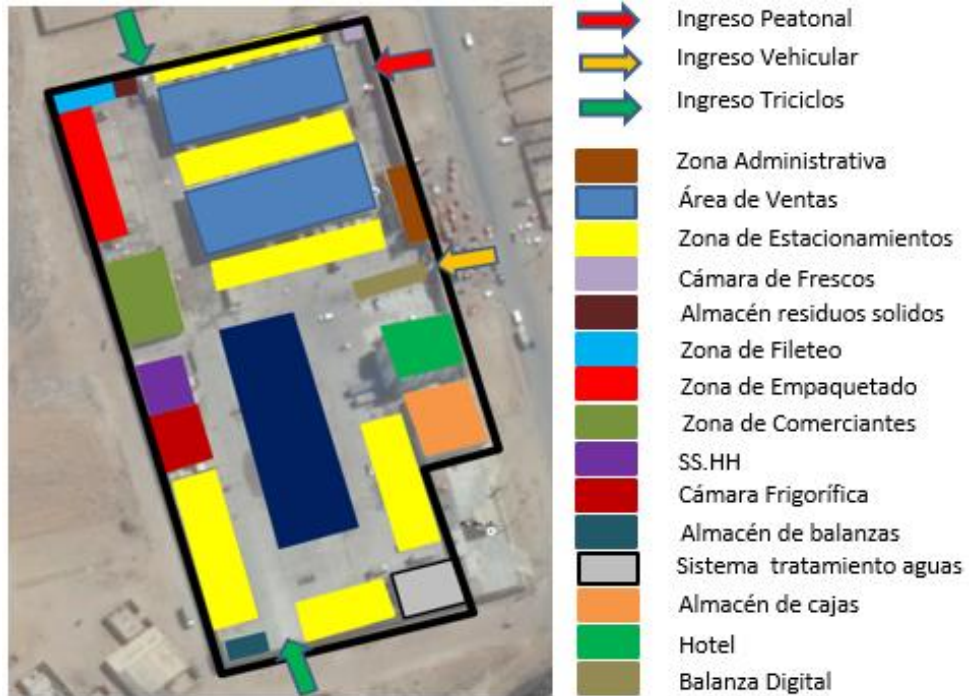 Ingreso Peatonal
Ingreso Vehicular
Ingreso Triciclos
Zona Administrativa
Área de Ventas
Zona de Estacionamientos
Cámara de Frescos
Almacén residuos solidos
Zona de Fileteo
Zona de Empaquetado
Zona de Comerciantes
SS.HH
Cámara Frigorífica
Almacén de balanzas
Sistema tratamiento aguas
Almacén de cajas
Hotel
Balanza Digital